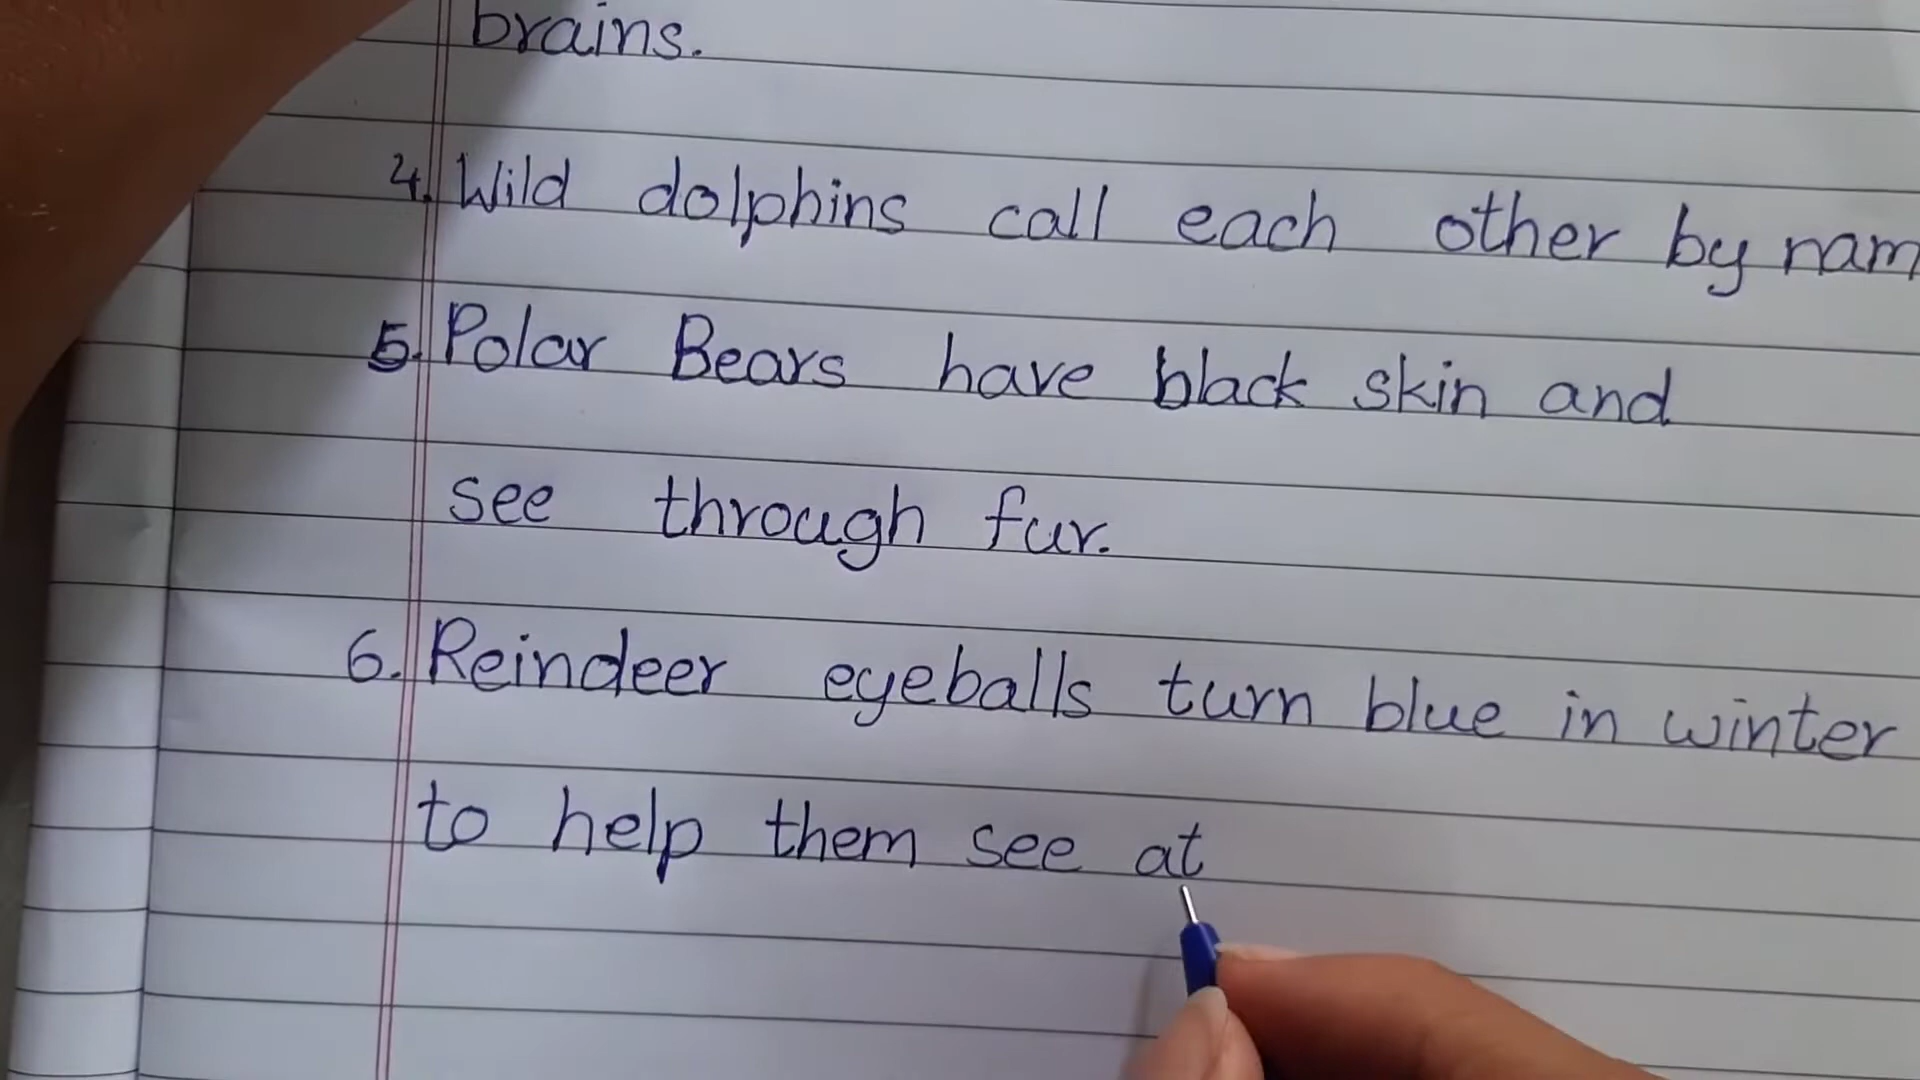 brains.
4. Wild dolphins call each other by nam
5. Polar Bears have black skin and
see through fur.
6. Reindeer eyeballs turn blue in winter
to help them see at